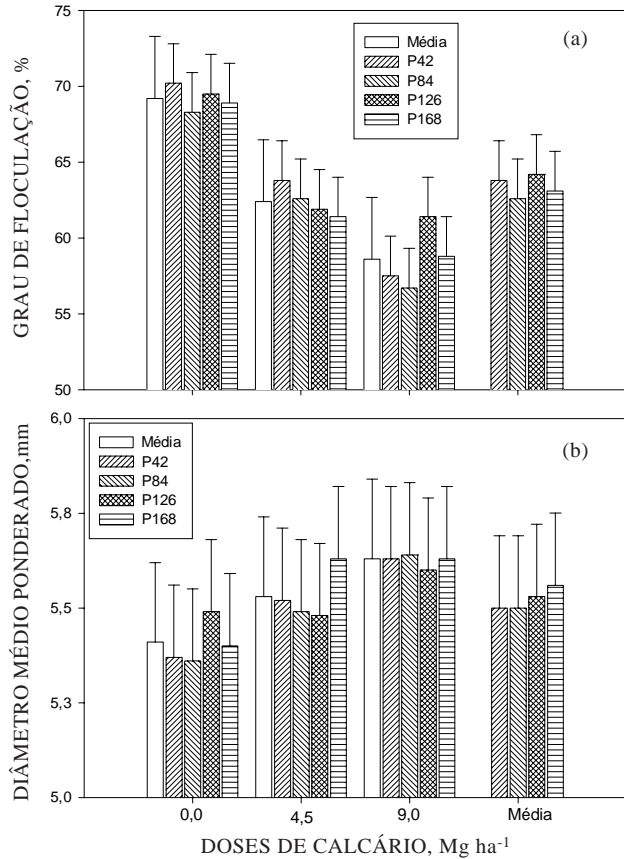 (a)
Média
P42
P84
P126
P168
GRAU DE FLOCULAÇÃO, %
75
70
65
60
55
50
(b)
Média
P42
P84
P126
P168
DIÂMETRO MÉDIO PONDERADO,mm
6,0
5,8
5,5
5,3
5,0
0,0 4,5 9,0 Média
DOSES DE CALCÁRIO, Mg ha-1